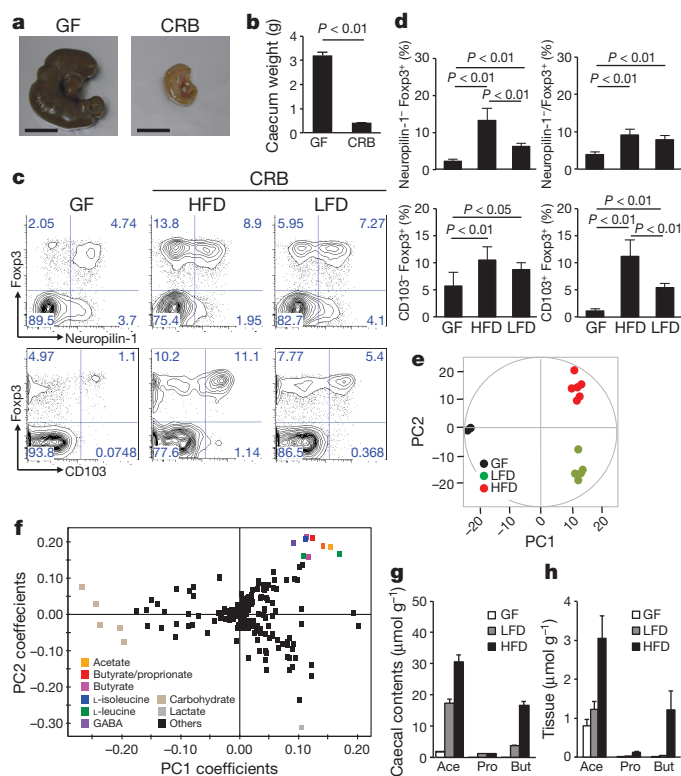 a
GF
CRB
b
Caecum weight (g)
P < 0.01
4
3
2
1
0
GF
CRB
c
CRB
GF
HFD
LFD
2.05
4.74
89.5
3.7
13.8
8.9
75.4
1.95
5.95
7.27
82.7
4.1
Foxp3
Neuropilin-1
4.97
1.1
93.8
0.0748
10.2
11.1
77.6
1.14
7.77
5.4
86.5
0.368
Foxp3
CD103
d
Neuropilin-1⁻ Foxp3⁺ (%)
30
20
10
0
P < 0.01
P < 0.01
P < 0.01
Neuropilin-1⁻/Foxp3⁺ (%)
30
20
10
0
P < 0.01
P < 0.01
CD103⁻ Foxp3⁺ (%)
20
15
10
5
0
P < 0.05
P < 0.01
GF HFD LFD
CD103⁺ Foxp3⁺ (%)
20
15
10
5
0
P < 0.01
P < 0.01
P < 0.01
GF HFD LFD
e
PC2
20
10
0
−10
−20
GF
LFD
HFD
−20
−10
0
10
20
PC1
f
PC2 coeffecients
0.20
0.10
0.00
−0.10
−0.20
−0.30
Acetate
Butyrate/proprionate
Butyrate
L-isoleucine
L-leucine
GABA
Carbohydrate
Lactate
Others
−0.20
−0.10
0.00
0.10
0.20
PC1 coefficients
g
Caecal contents (μmol g⁻¹)
60
50
40
30
20
10
0
GF
LFD
HFD
Ace Pro But
h
Tissue (μmol g⁻¹)
4
3
2
1
0
GF
LFD
HFD
Ace Pro But